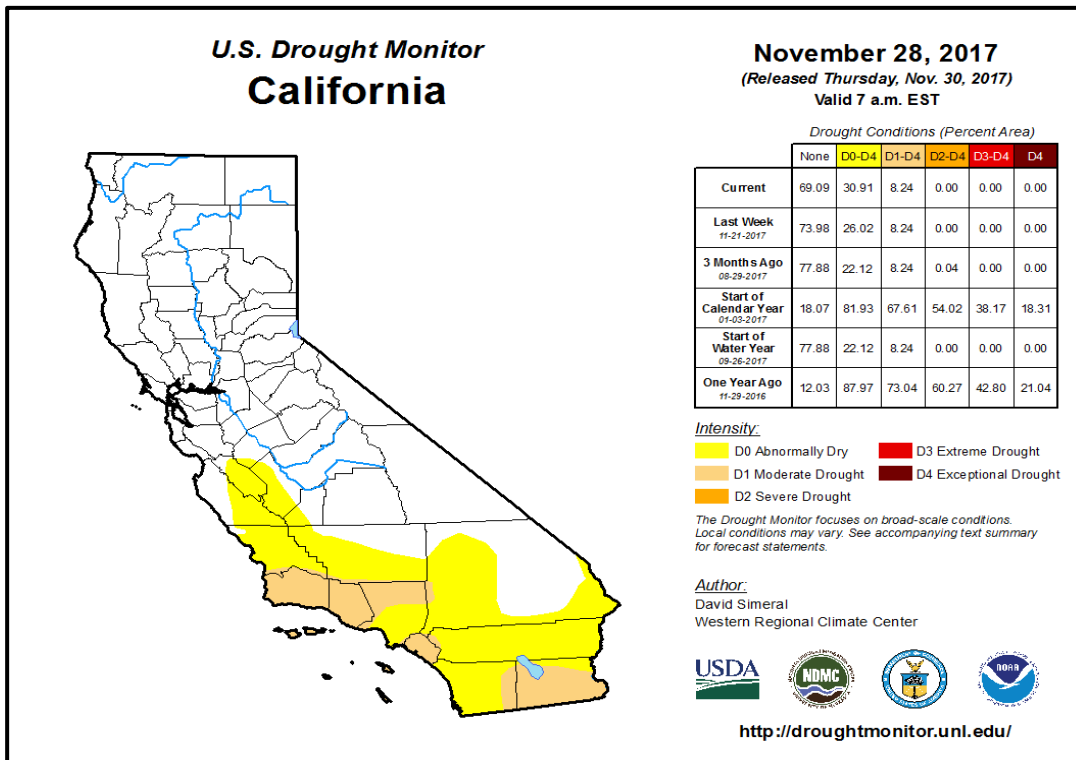 U.S. Drought Monitor
California
November 28, 2017
(Released Thursday, Nov. 30, 2017)
Valid 7 a.m. EST
Drought Conditions (Percent Area)
None D0-D4 D1-D4 D2-D4 D3-D4 D4
Current 69.09 30.91 8.24 0.00 0.00 0.00
Last Week
11-21-2017
73.98 26.02 8.24 0.00 0.00 0.00
3 Months Ago
08-29-2017
77.88 22.12 8.24 0.04 0.00 0.00
Start of
Calendar Year
01-03-2017
18.07 81.93 67.61 54.02 38.17 18.31
Start of
Water Year
09-26-2017
77.88 22.12 8.24 0.00 0.00 0.00
One Year Ago
11-29-2016
12.03 87.97 73.04 60.27 42.80 21.04
Intensity:
D0 Abnormally Dry
D1 Moderate Drought
D2 Severe Drought
D3 Extreme Drought
D4 Exceptional Drought
The Drought Monitor focuses on broad-scale conditions.
Local conditions may vary. See accompanying text summary
for forecast statements.
Author:
David Simeral
Western Regional Climate Center
USDA
NDMC
NOAA
http://droughtmonitor.unl.edu/